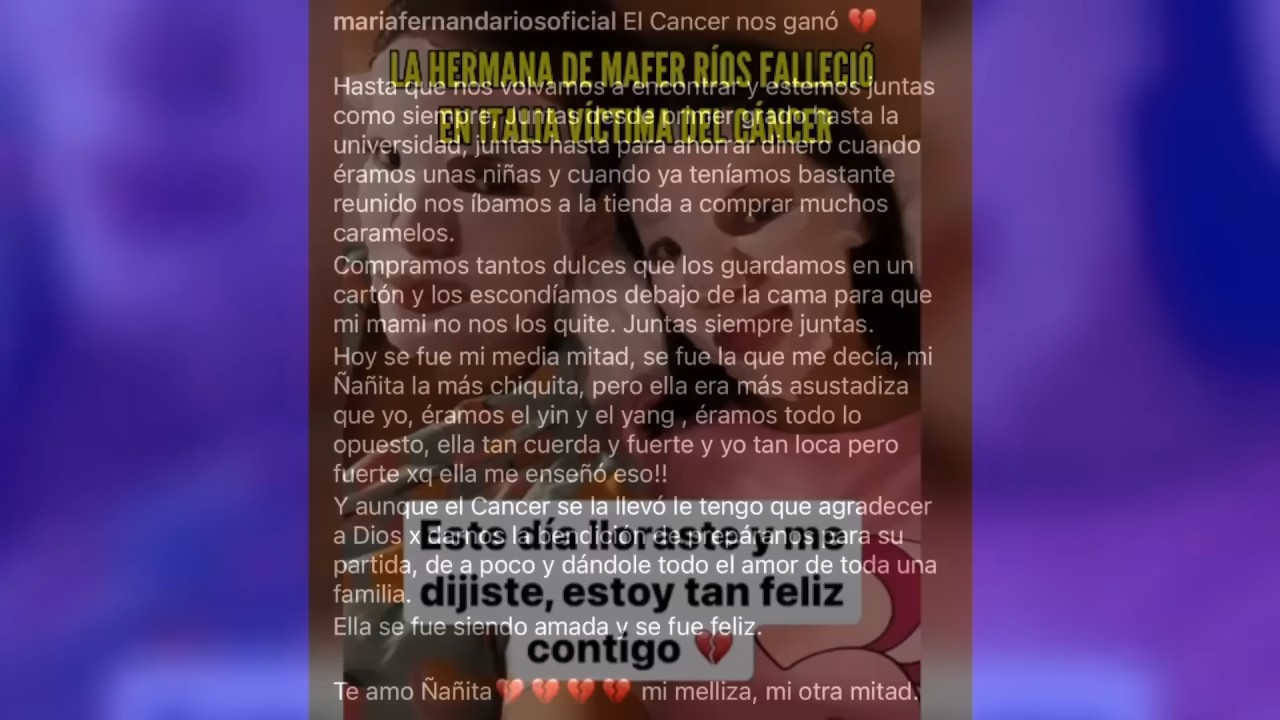 mariafernandariosoficial El Cancer nos ganó 💔
LA HERMANA DE MAFER RÍOS FALLECIÓ
EN ITALIA VÍCTIMA DEL CÁNCER
Hasta que nos volvamos a encontrar y estemos juntas
como siempre, Juntas desde primer grado hasta la
universidad, juntas hasta para ahorrar dinero cuando
éramos unas niñas y cuando ya teníamos bastante
reunido nos íbamos a la tienda a comprar muchos
caramelos.
Compramos tantos dulces que los guardamos en un
cartón y los escondíamos debajo de la cama para que
mi mami no nos los quite. Juntas siempre juntas.
Hoy se fue mi media mitad, se fue la que me decía, mi
Ñañita la más chiquita, pero ella era más asustadiza
que yo, éramos el yin y el yang , éramos todo lo
opuesto, ella tan cuerda y fuerte y yo tan loca pero
fuerte xq ella me enseñó eso!!
Y aunque el Cancer se la llevó le tengo que agradecer
a Dios x darnos la bendición de prepáranos para su
partida, de a poco y dándole todo el amor de toda una
familia.
Ella se fue siendo amada y se fue feliz.
Este día lloraste y me
dijiste, estoy tan feliz
contigo 💔
Te amo Ñañita💔 💔 💔 💔 mi melliza, mi otra mitad.